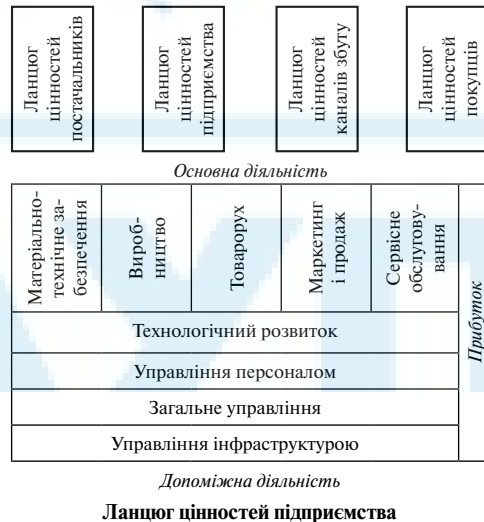 Ланцюг
цінностей
постачальників
Ланцюг
цінностей
підприємства
Ланцюг
цінностей
каналів збуту
Ланцюг
цінностей
покупців
Основна діяльність
Матеріально-
технічне за-
безпечення
Вироб-
ництво
Товарорух
Маркетинг
і продаж
Сервісне
обслугову-
вання
Прибуток
Технологічний розвиток
Управління персоналом
Загальне управління
Управління інфраструктурою
Допоміжна діяльність
Ланцюг цінностей підприємства